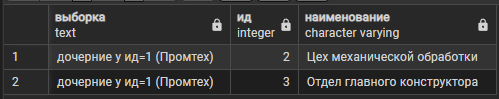 выборка ид наименование
text integer character varying
1 дочерние у ид=1 (Промтех) 2 Цех механической обработки
2 дочерние у ид=1 (Промтех) 3 Отдел главного конструктора